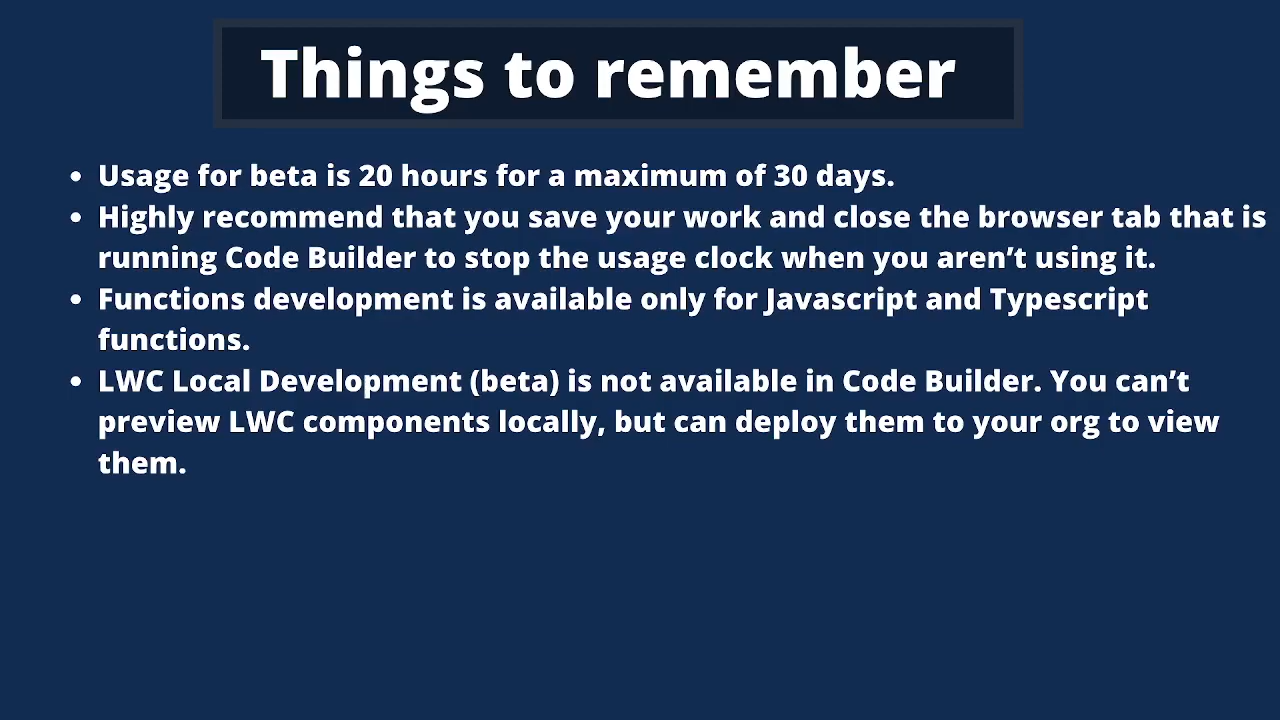 Things to remember
• Usage for beta is 20 hours for a maximum of 30 days.
• Highly recommend that you save your work and close the browser tab that is
running Code Builder to stop the usage clock when you aren’t using it.
• Functions development is available only for Javascript and Typescript
functions.
• LWC Local Development (beta) is not available in Code Builder. You can’t
preview LWC components locally, but can deploy them to your org to view
them.